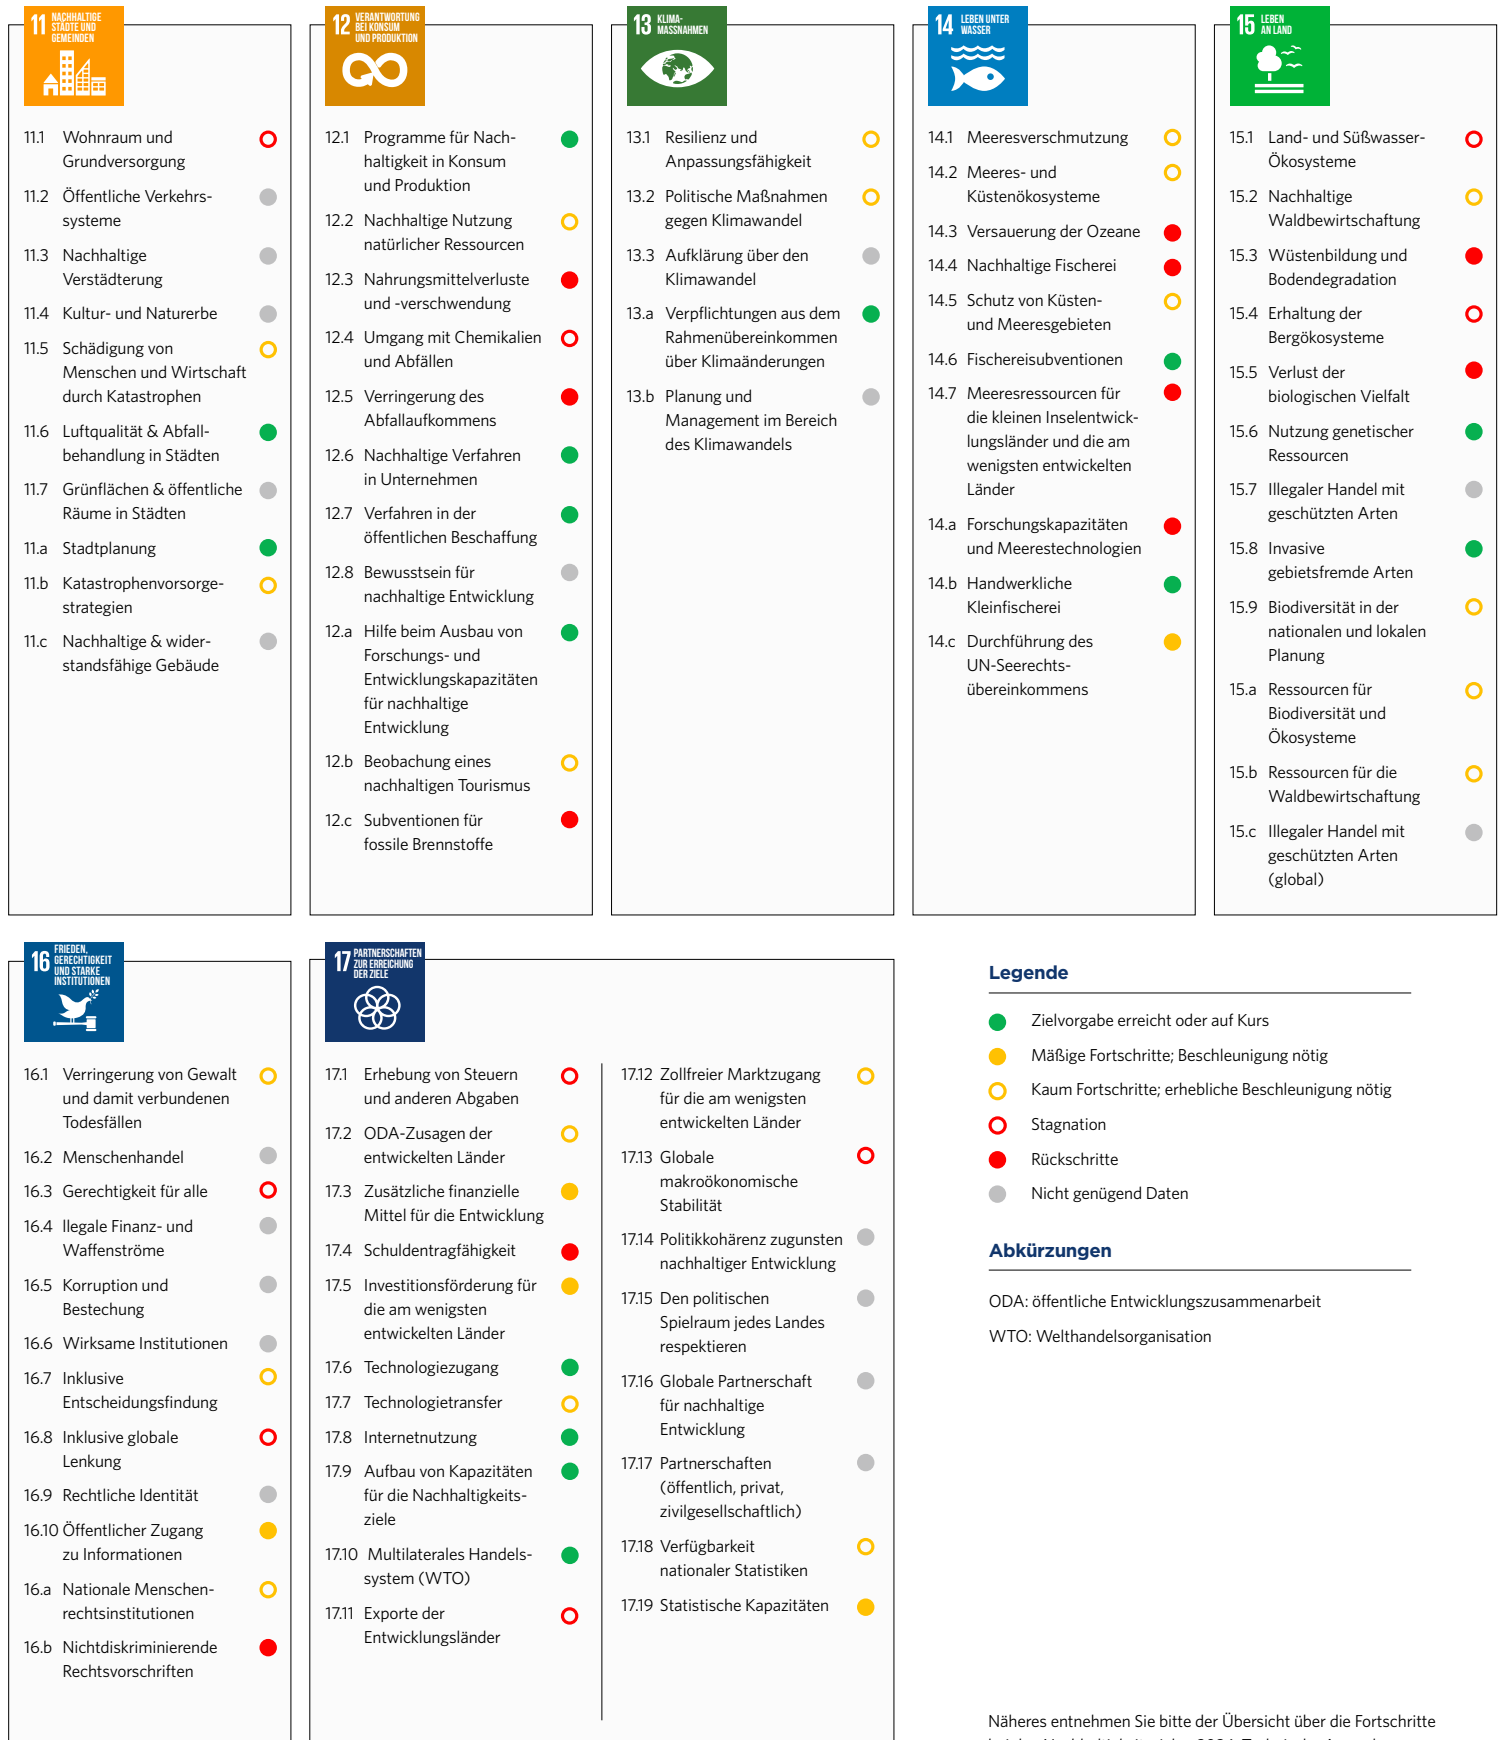 11 NACHHALTIGE
STÄDTE UND
GEMEINDEN
11.1 Wohnraum und
Grundversorgung
11.2 Öffentliche Verkehrs-
systeme
11.3 Nachhaltige
Verstädterung
11.4 Kultur- und Naturerbe
11.5 Schädigung von
Menschen und Wirtschaft
durch Katastrophen
11.6 Luftqualität & Abfall-
behandlung in Städten
11.7 Grünflächen & öffentliche
Räume in Städten
11.a Stadtplanung
11.b Katastrophenvorsorge-
strategien
11.c Nachhaltige & wider-
standsfähige Gebäude
12 VERANTWORTUNG
BEI KONSUM
UND PRODUKTION
12.1 Programme für Nach-
haltigkeit in Konsum
und Produktion
12.2 Nachhaltige Nutzung
natürlicher Ressourcen
12.3 Nahrungsmittelverluste
und -verschwendung
12.4 Umgang mit Chemikalien
und Abfällen
12.5 Verringerung des
Abfallaufkommens
12.6 Nachhaltige Verfahren
in Unternehmen
12.7 Verfahren in der
öffentlichen Beschaffung
12.8 Bewusstsein für
nachhaltige Entwicklung
12.a Hilfe beim Ausbau von
Forschungs- und
Entwicklungskapazitäten
für nachhaltige
Entwicklung
12.b Beobachung eines
nachhaltigen Tourismus
12.c Subventionen für
fossile Brennstoffe
13 KLIMA-
MASSNAHMEN
13.1 Resilienz und
Anpassungsfähigkeit
13.2 Politische Maßnahmen
gegen Klimawandel
13.3 Aufklärung über den
Klimawandel
13.a Verpflichtungen aus dem
Rahmenübereinkommen
über Klimaänderungen
13.b Planung und
Management im Bereich
des Klimawandels
14 LEBEN UNTER
WASSER
14.1 Meeresverschmutzung
14.2 Meeres- und
Küstenökosysteme
14.3 Versauerung der Ozeane
14.4 Nachhaltige Fischerei
14.5 Schutz von Küsten-
und Meeresgebieten
14.6 Fischereisubventionen
14.7 Meeresressourcen für
die kleinen Inselentwick-
lungsländer und die am
wenigsten entwickelten
Länder
14.a Forschungskapazitäten
und Meerestechnologien
14.b Handwerkliche
Kleinfischerei
14.c Durchführung des
UN-Seerechts-
übereinkommens
15 LEBEN
AN LAND
15.1 Land- und Süßwasser-
Ökosysteme
15.2 Nachhaltige
Waldbewirtschaftung
15.3 Wüstenbildung und
Bodendegradation
15.4 Erhaltung der
Bergökosysteme
15.5 Verlust der
biologischen Vielfalt
15.6 Nutzung genetischer
Ressourcen
15.7 Illegaler Handel mit
geschützten Arten
15.8 Invasive
gebietsfremde Arten
15.9 Biodiversität in der
nationalen und lokalen
Planung
15.a Ressourcen für
Biodiversität und
Ökosysteme
15.b Ressourcen für die
Waldbewirtschaftung
15.c Illegaler Handel mit
geschützten Arten
(global)
16 FRIEDEN,
GERECHTIGKEIT
UND STARKE
INSTITUTIONEN
16.1 Verringerung von Gewalt
und damit verbundenen
Todesfällen
16.2 Menschenhandel
16.3 Gerechtigkeit für alle
16.4 llegale Finanz- und
Waffenströme
16.5 Korruption und
Bestechung
16.6 Wirksame Institutionen
16.7 Inklusive
Entscheidungsfindung
16.8 Inklusive globale
Lenkung
16.9 Rechtliche Identität
16.10 Öffentlicher Zugang
zu Informationen
16.a Nationale Menschen-
rechtsinstitutionen
16.b Nichtdiskriminierende
Rechtsvorschriften
17 PARTNERSCHAFTEN
ZUR ERREICHUNG
DER ZIELE
17.1 Erhebung von Steuern
und anderen Abgaben
17.2 ODA-Zusagen der
entwickelten Länder
17.3 Zusätzliche finanzielle
Mittel für die Entwicklung
17.4 Schuldentragfähigkeit
17.5 Investitionsförderung für
die am wenigsten
entwickelten Länder
17.6 Technologiezugang
17.7 Technologietransfer
17.8 Internetnutzung
17.9 Aufbau von Kapazitäten
für die Nachhaltigkeits-
ziele
17.10 Multilaterales Handels-
system (WTO)
17.11 Exporte der
Entwicklungsländer
17.12 Zollfreier Marktzugang
für die am wenigsten
entwickelten Länder
17.13 Globale
makroökonomische
Stabilität
17.14 Politikkohärenz zugunsten
nachhaltiger Entwicklung
17.15 Den politischen
Spielraum jedes Landes
respektieren
17.16 Globale Partnerschaft
für nachhaltige
Entwicklung
17.17 Partnerschaften
(öffentlich, privat,
zivilgesellschaftlich)
17.18 Verfügbarkeit
nationaler Statistiken
17.19 Statistische Kapazitäten
Legende
Zielvorgabe erreicht oder auf Kurs
Mäßige Fortschritte; Beschleunigung nötig
Kaum Fortschritte; erhebliche Beschleunigung nötig
Stagnation
Rückschritte
Nicht genügend Daten
Abkürzungen
ODA: öffentliche Entwicklungszusammenarbeit
WTO: Welthandelsorganisation
Näheres entnehmen Sie bitte der Übersicht über die Fortschritte